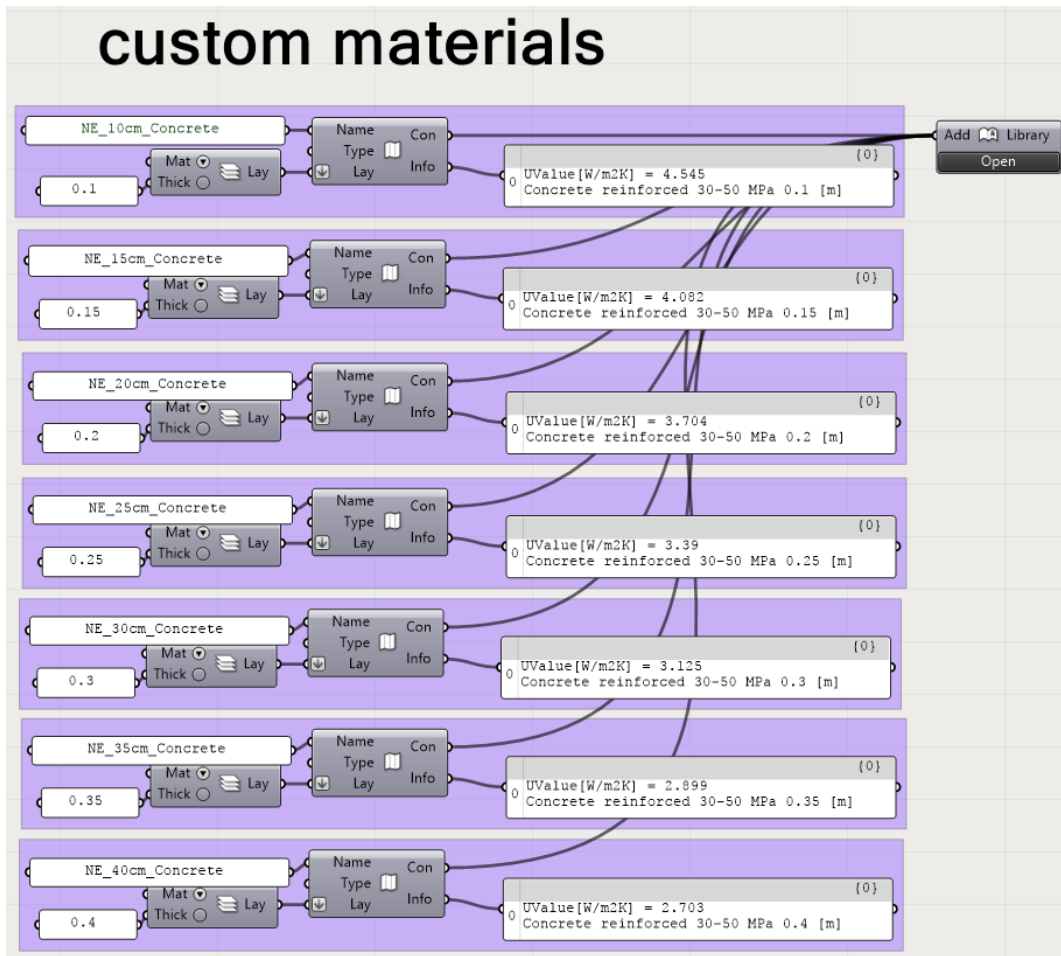 custom materials
NE_10cm_Concrete
Name
Con
Type
Lay
Info
Mat
Thick
Lay
0.1
{0}
0
UValue[W/m2K] = 4.545
Concrete reinforced 30-50 MPa 0.1 [m]
Add Library
Open
NE_15cm_Concrete
Name
Con
Type
Lay
Info
Mat
Thick
Lay
0.15
{0}
0
UValue[W/m2K] = 4.082
Concrete reinforced 30-50 MPa 0.15 [m]
NE_20cm_Concrete
Name
Con
Type
Lay
Info
Mat
Thick
Lay
0.2
{0}
0
UValue[W/m2K] = 3.704
Concrete reinforced 30-50 MPa 0.2 [m]
NE_25cm_Concrete
Name
Con
Type
Lay
Info
Mat
Thick
Lay
0.25
{0}
0
UValue[W/m2K] = 3.39
Concrete reinforced 30-50 MPa 0.25 [m]
NE_30cm_Concrete
Name
Con
Type
Lay
Info
Mat
Thick
Lay
0.3
{0}
0
UValue[W/m2K] = 3.125
Concrete reinforced 30-50 MPa 0.3 [m]
NE_35cm_Concrete
Name
Con
Type
Lay
Info
Mat
Thick
Lay
0.35
{0}
0
UValue[W/m2K] = 2.899
Concrete reinforced 30-50 MPa 0.35 [m]
NE_40cm_Concrete
Name
Con
Type
Lay
Info
Mat
Thick
Lay
0.4
{0}
0
UValue[W/m2K] = 2.703
Concrete reinforced 30-50 MPa 0.4 [m]